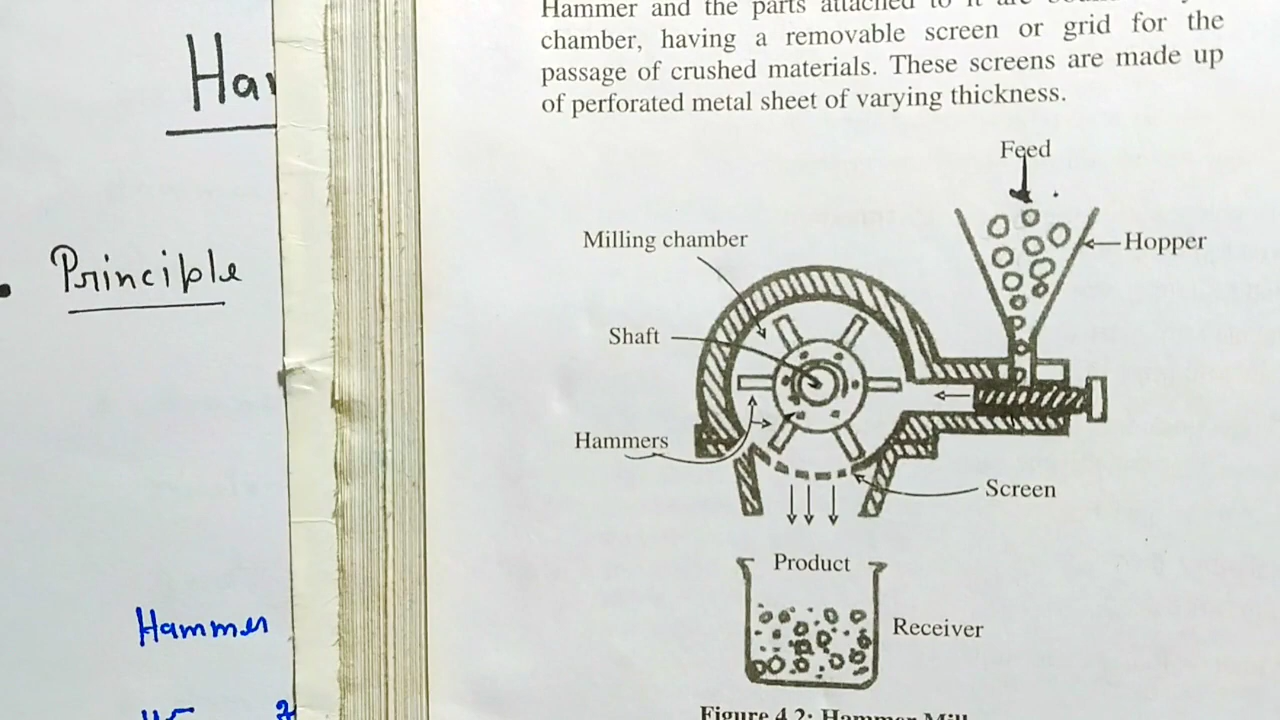 Ha
Principle
Hammer
Hammer and the parts attached to it are
chamber, having a removable screen or grid for the
passage of crushed materials. These screens are made up
of perforated metal sheet of varying thickness.
Feed
Milling chamber
Hopper
Shaft
Hammers
Screen
Product
Receiver
Figure 4.2: Hammer Mill